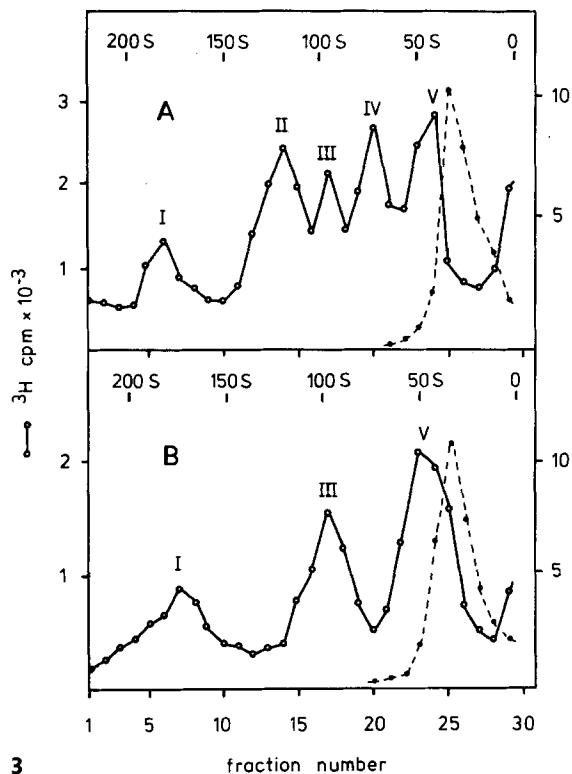 200 S 150 S 100 S 50 S 0
A
I II III IV V
3
2
1
10
5
³H cpm × 10⁻³
200 S 150 S 100 S 50 S 0
B
I III V
2
1
10
5
1 5 10 15 20 25 30
3 fraction number